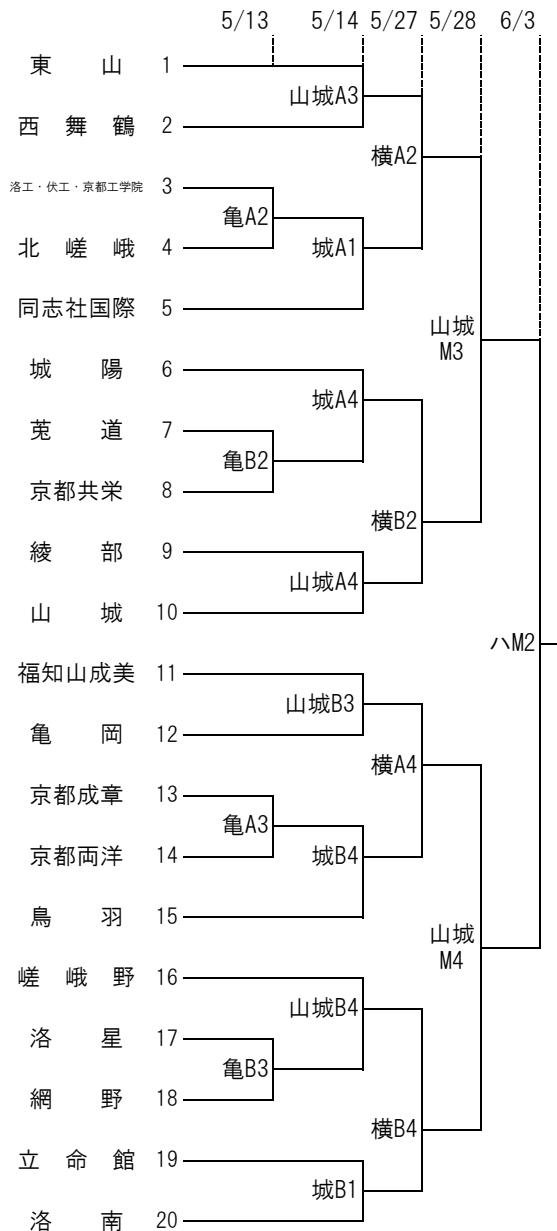 5/13 5/14 5/27 5/28 6/3
東山 1
山城A3
西舞鶴 2
横A2
洛工・伏工・京都工学院 3
亀A2
北嵯峨 4
城A1
同志社国際 5
山城
M3
城陽 6
城A4
莵道 7
亀B2
京都共栄 8
横B2
綾部 9
山城A4
山城 10
ハM2
福知山成美 11
山城B3
亀岡 12
横A4
京都成章 13
亀A3
京都両洋 14
城B4
鳥羽 15
山城
M4
嵯峨野 16
山城B4
洛星 17
亀B3
網野 18
横B4
立命館 19
城B1
洛南 20